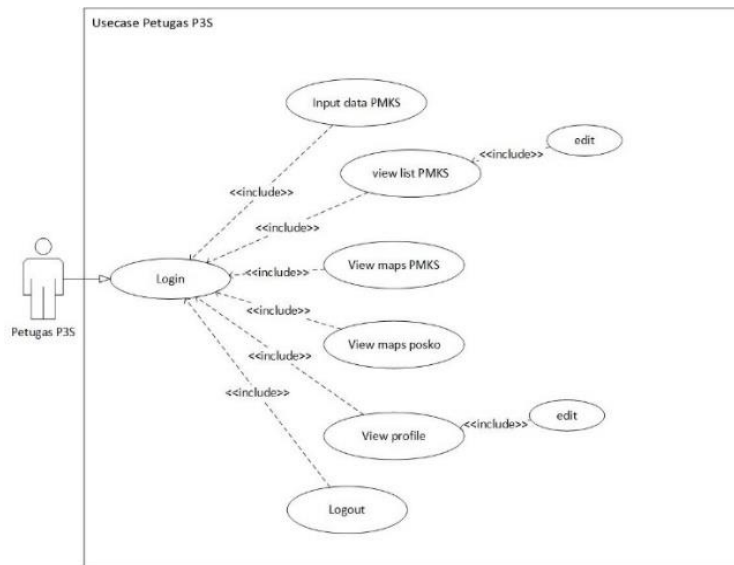 Usecase Petugas P3S
Input data PMKS
edit
<<include>>
view list PMKS
<<include>>
<<include>>
View maps PMKS
<<include>>
Login
<<include>>
Petugas P3S
View maps posko
<<include>>
edit
<<include>>
<<include>>
View profile
Logout